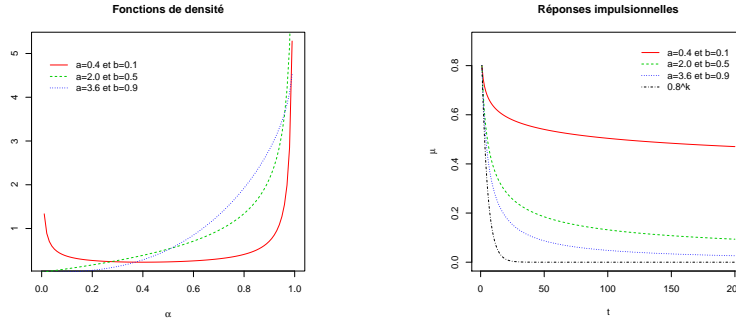 Fonctions de densité
a=0.4 et b=0.1
a=2.0 et b=0.5
a=3.6 et b=0.9
1 2 3 4 5
0.0 0.2 0.4 0.6 0.8 1.0
α
Réponses impulsionnelles
a=0.4 et b=0.1
a=2.0 et b=0.5
a=3.6 et b=0.9
0.8^k
μ
0.0 0.2 0.4 0.6 0.8
0 50 100 150 200
t